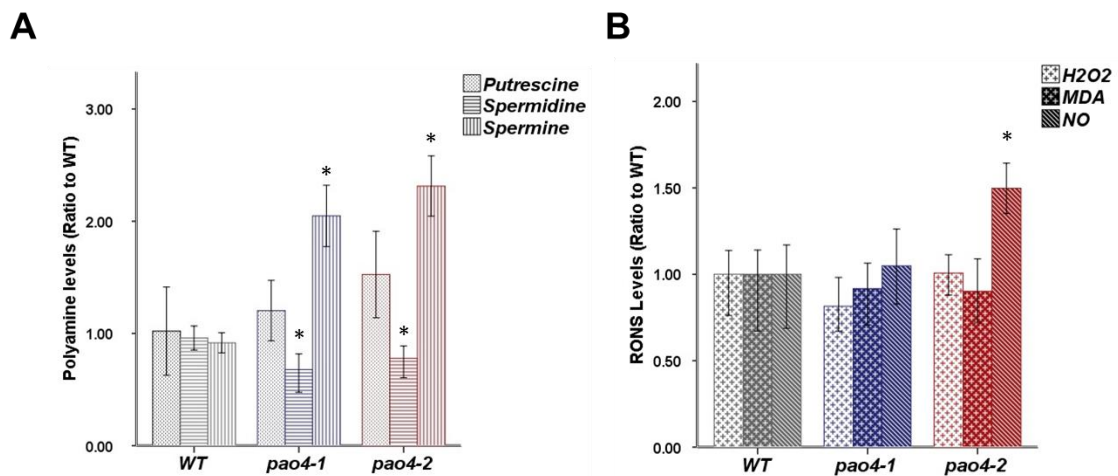 A
Polyamine levels (Ratio to WT)
3.00
2.00
1.00
0.00
Putrescine
Spermidine
Spermine
*
*
*
*
WT
pao4-1
pao4-2
B
RONS Levels (Ratio to WT)
2.00
1.50
1.00
0.50
0.00
H2O2
MDA
NO
*
WT
pao4-1
pao4-2